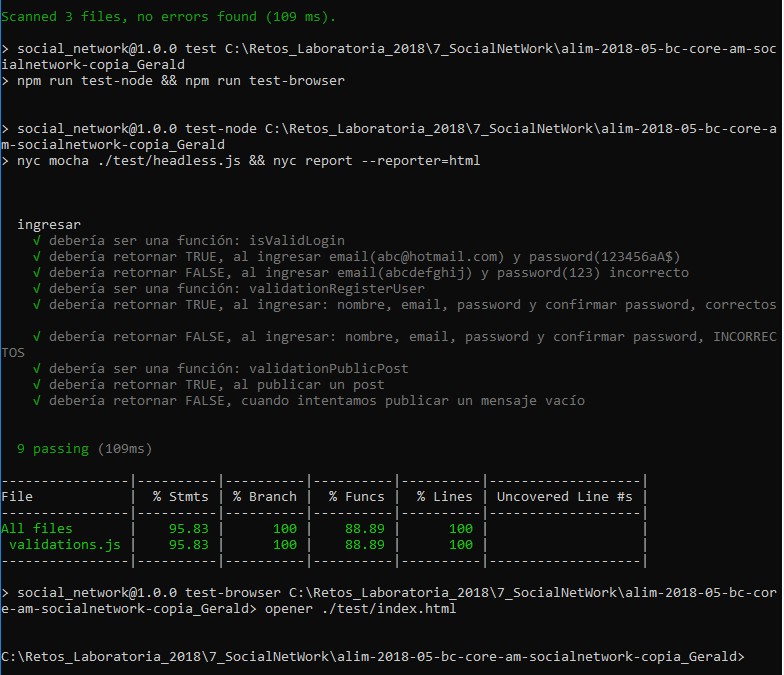 Scanned 3 files, no errors found (109 ms).
> social_network@1.0.0 test C:\Retos_Laboratoria_2018\7_SocialNetWork\alim-2018-05-bc-core-am-soc
ialnetwork-copia_Gerald
> npm run test-node && npm run test-browser
> social_network@1.0.0 test-node C:\Retos_Laboratoria_2018\7_SocialNetWork\alim-2018-05-bc-core-a
m-socialnetwork-copia_Gerald
> nyc mocha ./test/headless.js && nyc report --reporter=html
ingresar
√ debería ser una función: isValidLogin
√ debería retornar TRUE, al ingresar email(abc@hotmail.com) y password(123456aA$)
√ debería retornar FALSE, al ingresar email(abcdefghij) y password(123) incorrecto
√ debería ser una función: validationRegisterUser
√ debería retornar TRUE, al ingresar: nombre, email, password y confirmar password, correctos
√ debería retornar FALSE, al ingresar: nombre, email, password y confirmar password, INCORREC
TOS
√ debería ser una función: validationPublicPost
√ debería retornar TRUE, al publicar un post
√ debería retornar FALSE, cuando intentamos publicar un mensaje vacío
9 passing (109ms)
----------------|----------|----------|----------|----------|-------------------|
File            |  % Stmts | % Branch |  % Funcs |  % Lines | Uncovered Line #s |
----------------|----------|----------|----------|----------|-------------------|
All files       |    95.83 |      100 |    88.89 |      100 |                   |
 validations.js |    95.83 |      100 |    88.89 |      100 |                   |
----------------|----------|----------|----------|----------|-------------------|
> social_network@1.0.0 test-browser C:\Retos_Laboratoria_2018\7_SocialNetWork\alim-2018-05-bc-cor
e-am-socialnetwork-copia_Gerald> opener ./test/index.html
C:\Retos_Laboratoria_2018\7_SocialNetWork\alim-2018-05-bc-core-am-socialnetwork-copia_Gerald>